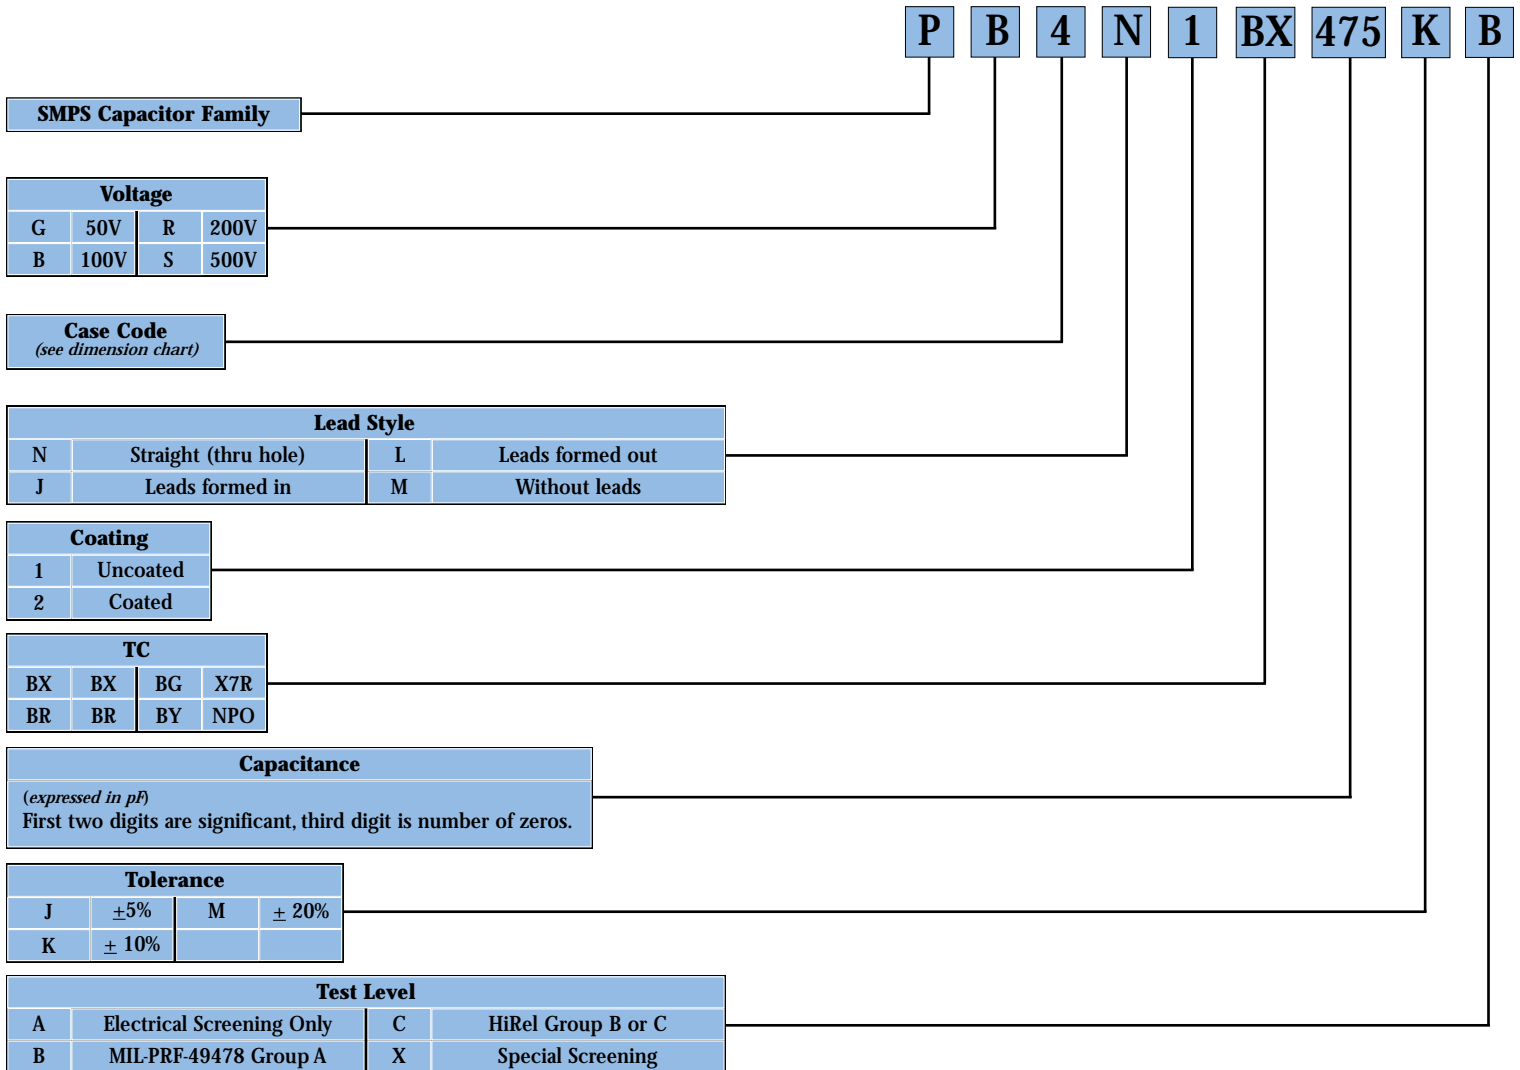 P B 4 N 1 BX 475 K B
SMPS Capacitor Family
Voltage
G 50V R 200V
B 100V S 500V
Case Code
(see dimension chart)
Lead Style
N Straight (thru hole) L Leads formed out
J Leads formed in M Without leads
Coating
1 Uncoated
2 Coated
TC
BX BX BG X7R
BR BR BY NPO
Capacitance
(expressed in pF)
First two digits are significant, third digit is number of zeros.
Tolerance
J ±5% M ± 20%
K ± 10%
Test Level
A Electrical Screening Only C HiRel Group B or C
B MIL-PRF-49478 Group A X Special Screening